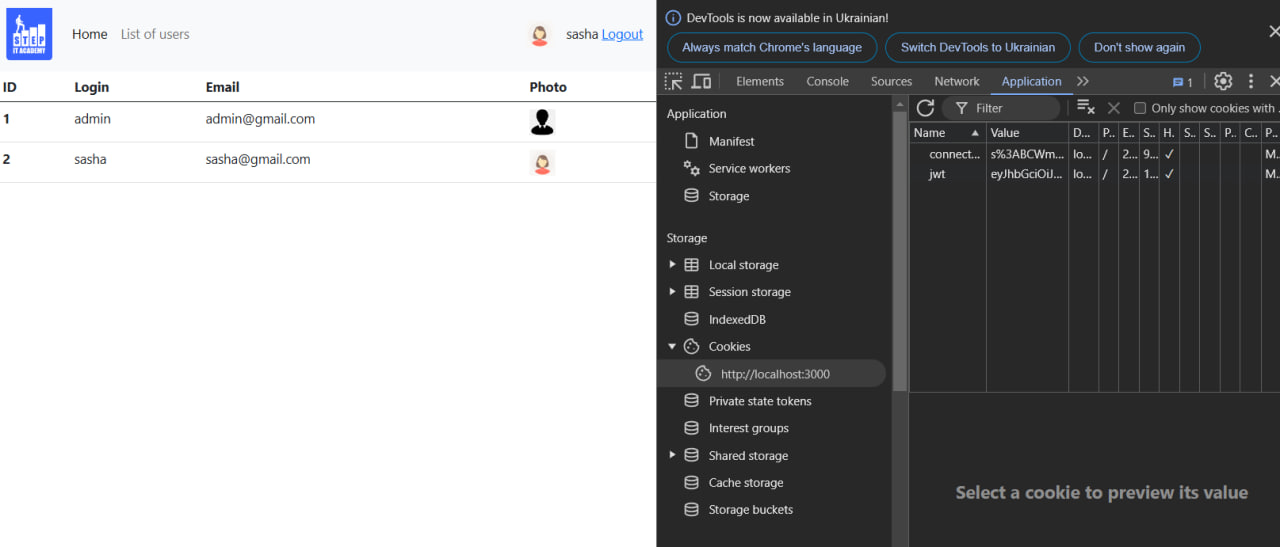 STEP
IT ACADEMY
Home List of users sasha Logout
ID Login Email Photo
1 admin admin@gmail.com
2 sasha sasha@gmail.com
DevTools is now available in Ukrainian!
Always match Chrome's language Switch DevTools to Ukrainian Don't show again
Elements Console Sources Network Application 1
Application
Manifest
Service workers
Storage
Storage
Local storage
Session storage
IndexedDB
Cookies
http://localhost:3000
Private state tokens
Interest groups
Shared storage
Cache storage
Storage buckets
Filter Only show cookies with .
Name Value D... P.. E.. S.. H. S.. S.. P.. C.. P..
connect... s%3ABCWm... lo... / 2... 9... ✓ M...
jwt eyJhbGciOiJ... lo... / 2... 1... ✓ M...
Select a cookie to preview its value